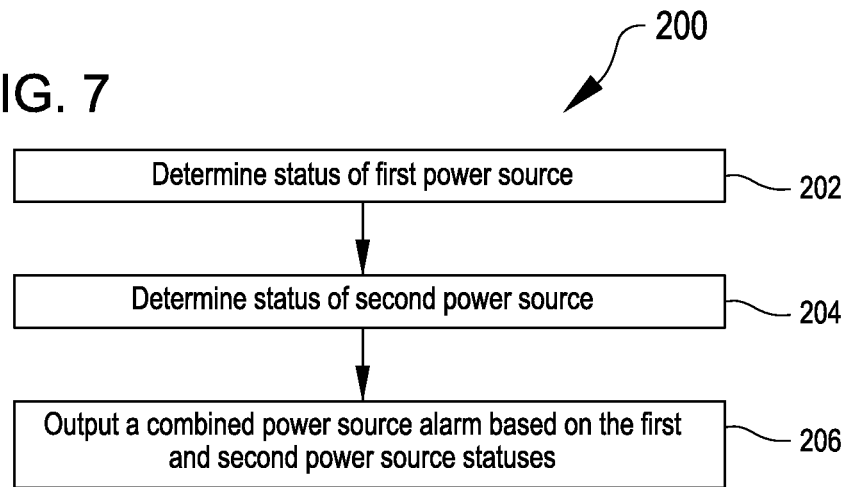 200
IG. 7
Determine status of first power source
202
Determine status of second power source
204
Output a combined power source alarm based on the first
and second power source statuses
206